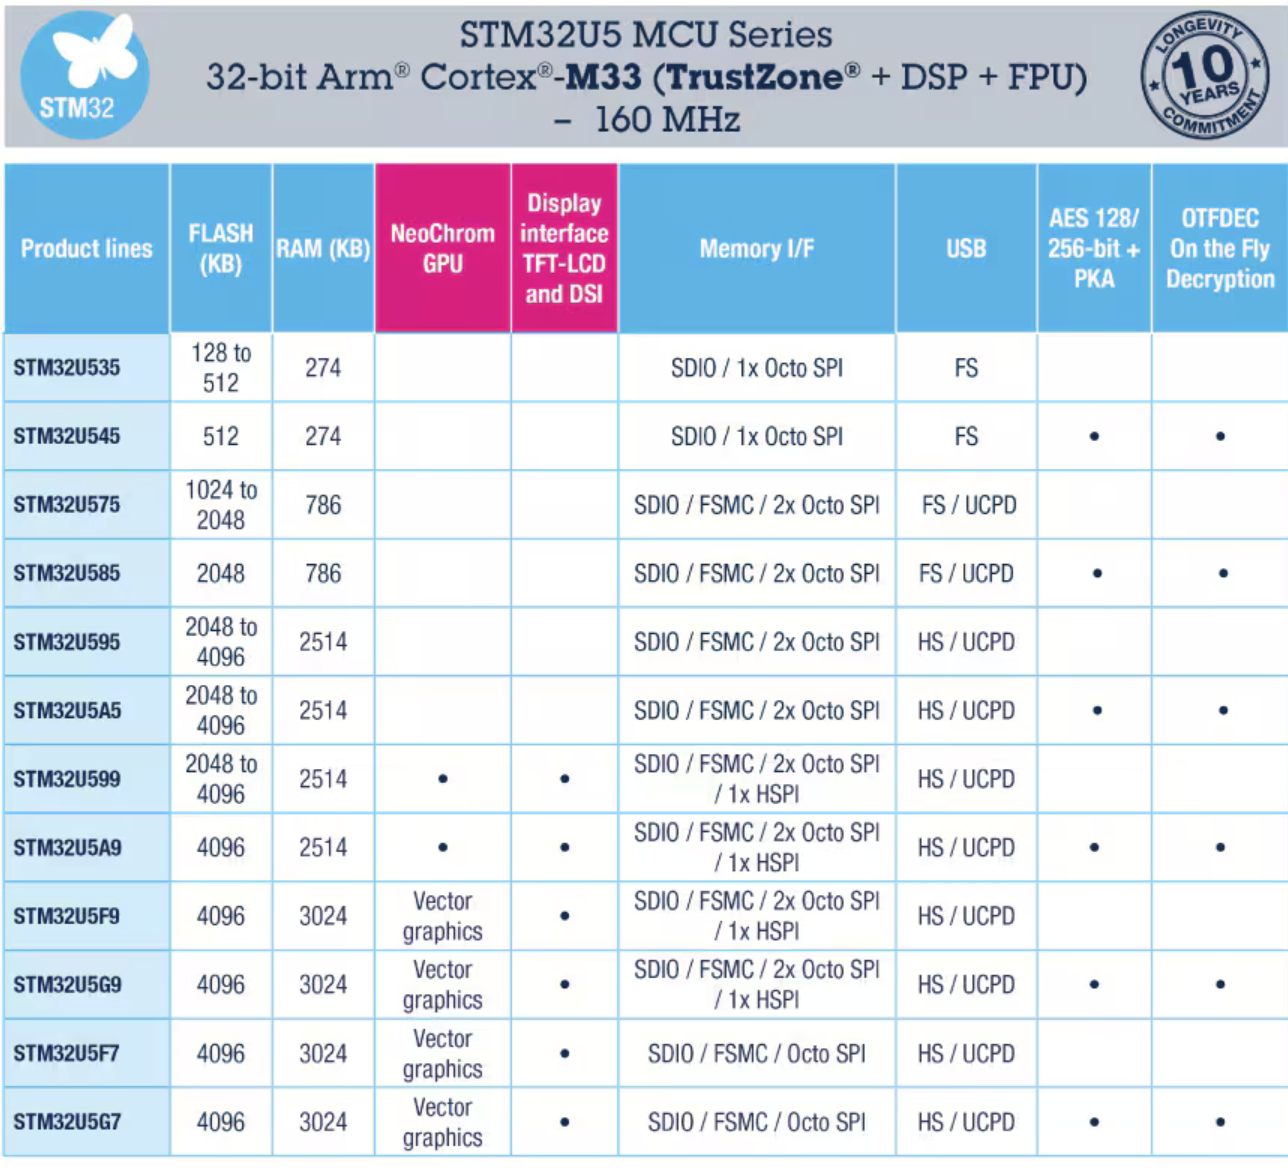 STM32
STM32U5 MCU Series
32-bit Arm® Cortex®-M33 (TrustZone® + DSP + FPU)
– 160 MHz
LONGEVITY
10
YEARS
COMMITMENT
Product lines
FLASH
(KB)
RAM (KB)
NeoChrom
GPU
Display
interface
TFT-LCD
and DSI
Memory I/F
USB
AES 128/
256-bit +
PKA
OTFDEC
On the Fly
Decryption
STM32U535
128 to
512
274
SDIO / 1x Octo SPI
FS
STM32U545
512
274
SDIO / 1x Octo SPI
FS
•
•
STM32U575
1024 to
2048
786
SDIO / FSMC / 2x Octo SPI
FS / UCPD
STM32U585
2048
786
SDIO / FSMC / 2x Octo SPI
FS / UCPD
•
•
STM32U595
2048 to
4096
2514
SDIO / FSMC / 2x Octo SPI
HS / UCPD
STM32U5A5
2048 to
4096
2514
SDIO / FSMC / 2x Octo SPI
HS / UCPD
•
•
STM32U599
2048 to
4096
2514
•
•
SDIO / FSMC / 2x Octo SPI
/ 1x HSPI
HS / UCPD
STM32U5A9
4096
2514
•
•
SDIO / FSMC / 2x Octo SPI
/ 1x HSPI
HS / UCPD
•
•
STM32U5F9
4096
3024
Vector
graphics
•
SDIO / FSMC / 2x Octo SPI
/ 1x HSPI
HS / UCPD
STM32U5G9
4096
3024
Vector
graphics
•
SDIO / FSMC / 2x Octo SPI
/ 1x HSPI
HS / UCPD
•
•
STM32U5F7
4096
3024
Vector
graphics
•
SDIO / FSMC / Octo SPI
HS / UCPD
STM32U5G7
4096
3024
Vector
graphics
•
SDIO / FSMC / Octo SPI
HS / UCPD
•
•